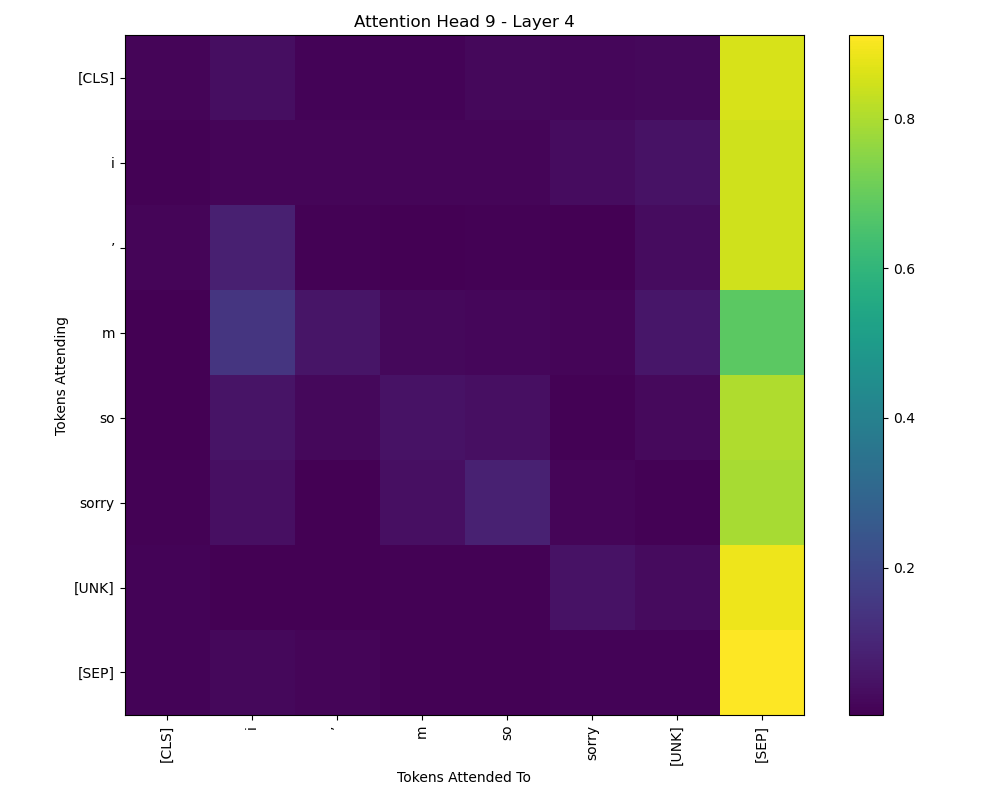 Attention Head 9 - Layer 4
Tokens Attending
[CLS]
i
’
m
so
sorry
[UNK]
[SEP]
[CLS]
i
’
m
so
sorry
[UNK]
[SEP]
Tokens Attended To
0.8
0.6
0.4
0.2